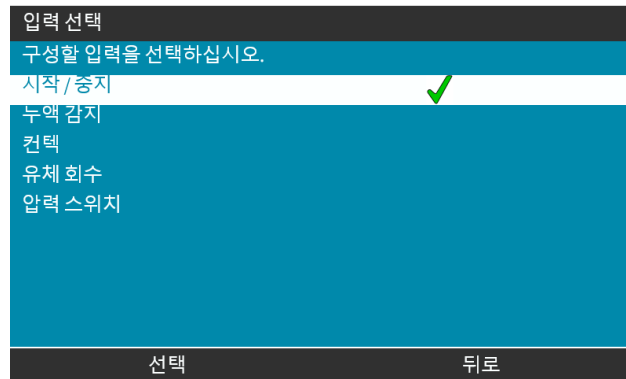 입력 선택
구성할 입력을 선택하십시오.
시작 / 중지
누액 감지
컨텍
유체 회수
압력 스위치
선택 뒤로